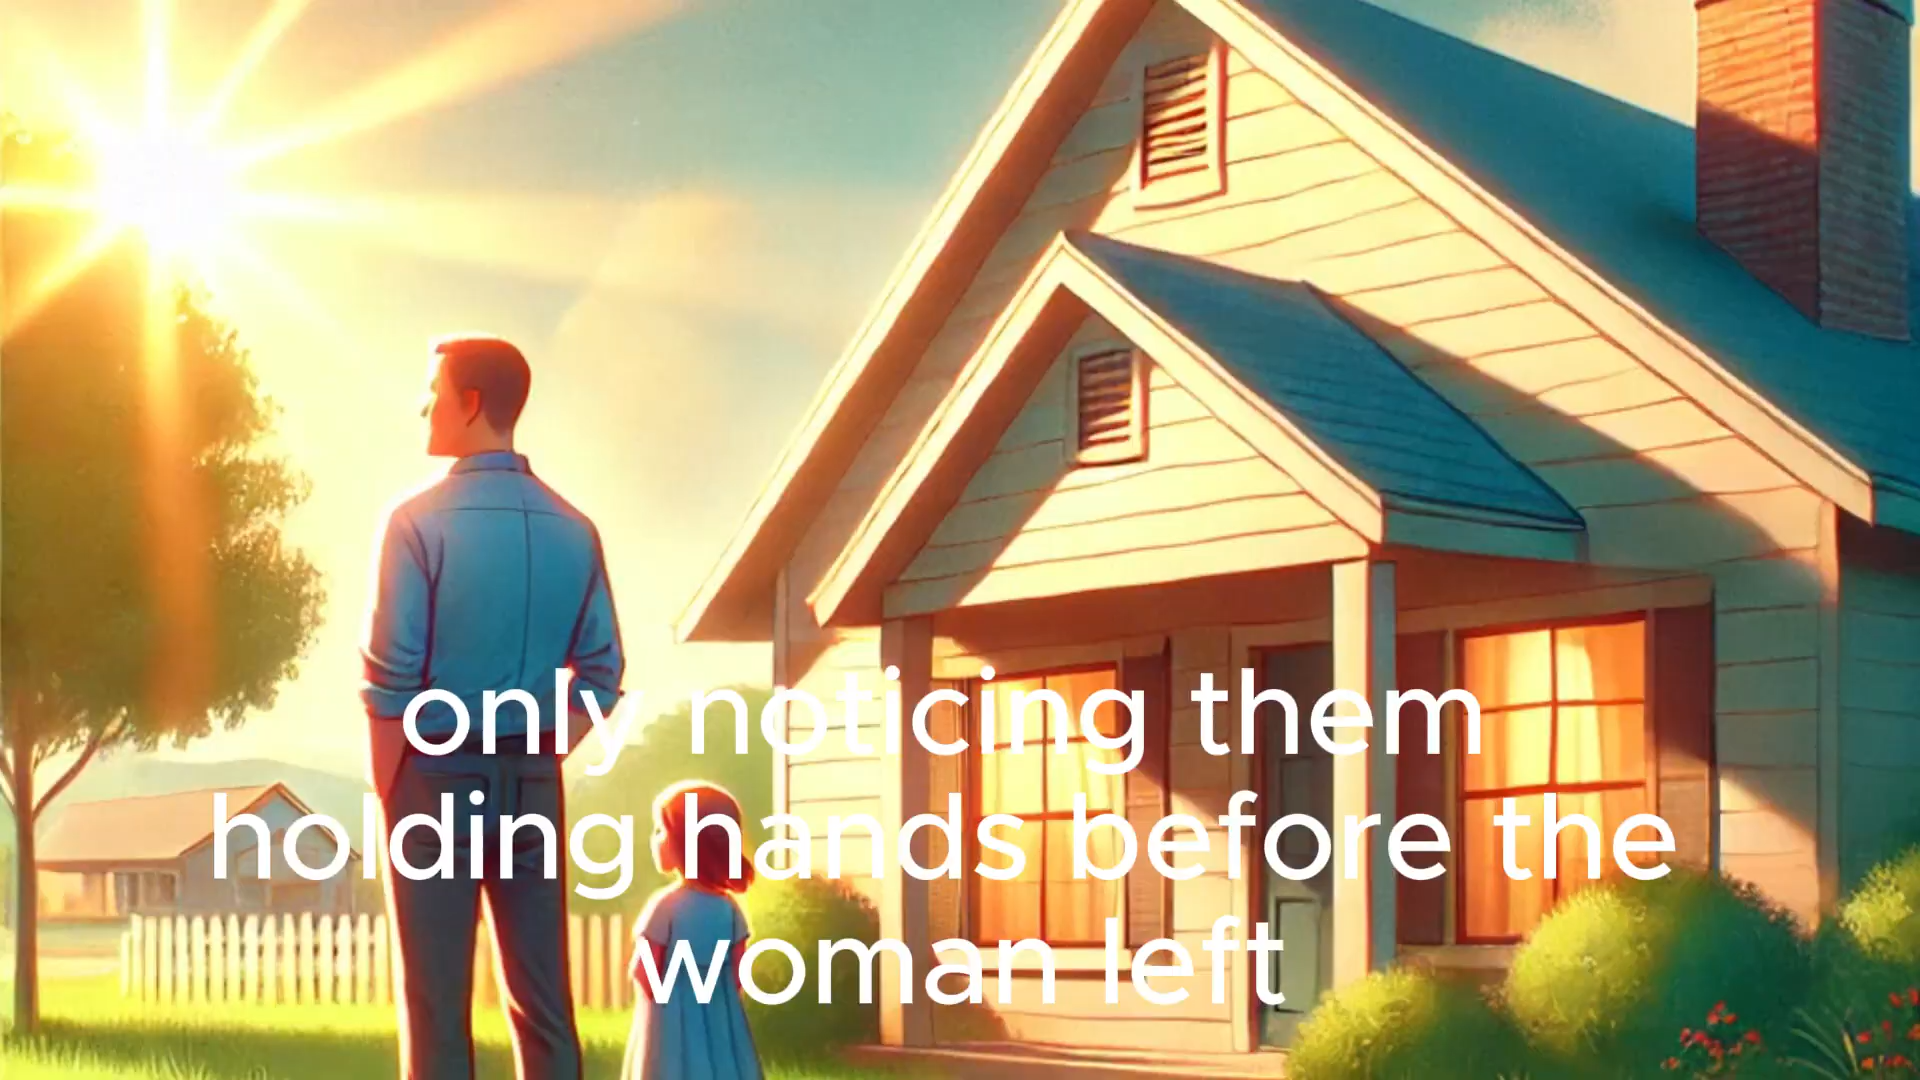 only noticing them
holding hands before the
woman left